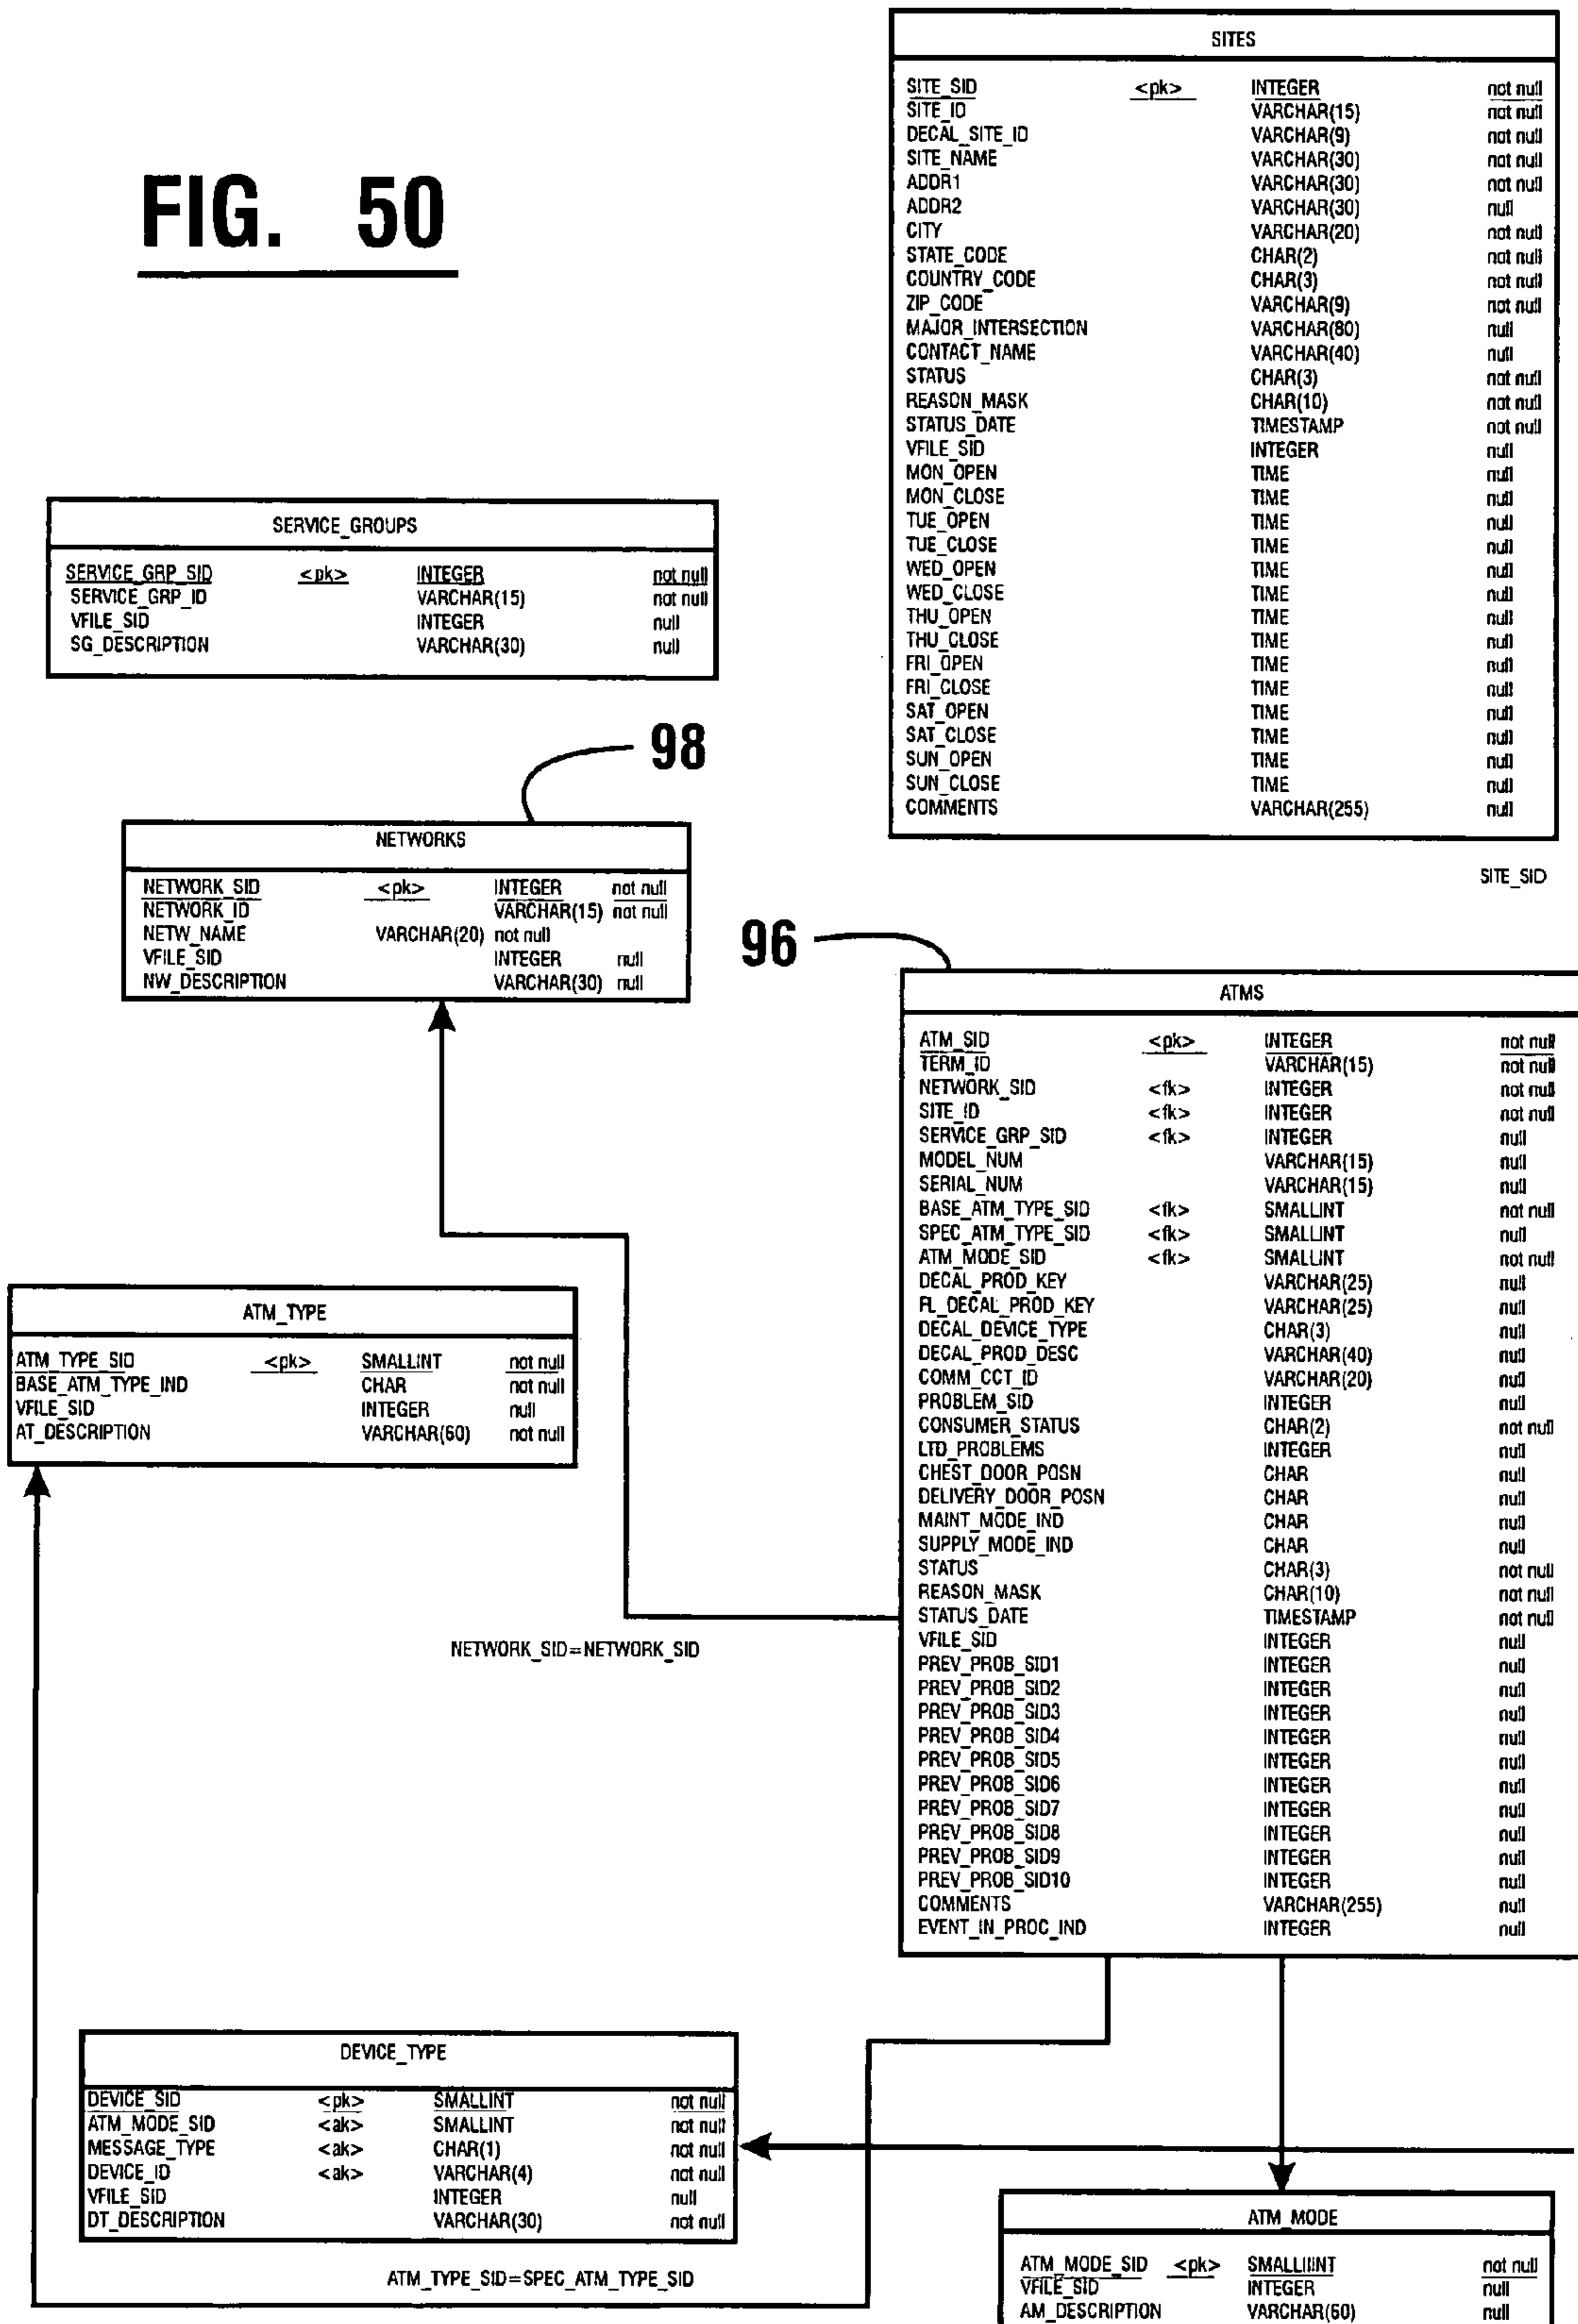 FIG. 50
SITES
SITE_SID <pk> INTEGER not null
SITE_ID VARCHAR(15) not null
DECAL_SITE_ID VARCHAR(9) not null
SITE_NAME VARCHAR(30) not null
ADDR1 VARCHAR(30) not null
ADDR2 VARCHAR(30) null
CITY VARCHAR(20) not null
STATE_CODE CHAR(2) not null
COUNTRY_CODE CHAR(3) not null
ZIP_CODE VARCHAR(9) not null
MAJOR_INTERSECTION VARCHAR(80) null
CONTACT_NAME VARCHAR(40) null
STATUS CHAR(3) not null
REASON_MASK CHAR(10) not null
STATUS_DATE TIMESTAMP not null
VFILE_SID INTEGER null
MON_OPEN TIME null
MON_CLOSE TIME null
TUE_OPEN TIME null
TUE_CLOSE TIME null
WED_OPEN TIME null
WED_CLOSE TIME null
THU_OPEN TIME null
THU_CLOSE TIME null
FRI_OPEN TIME null
FRI_CLOSE TIME null
SAT_OPEN TIME null
SAT_CLOSE TIME null
SUN_OPEN TIME null
SUN_CLOSE TIME null
COMMENTS VARCHAR(255) null
SITE_SID
SERVICE_GROUPS
SERVICE_GRP_SID <pk> INTEGER not null
SERVICE_GRP_ID VARCHAR(15) not null
VFILE_SID INTEGER null
SG_DESCRIPTION VARCHAR(30) null
98
NETWORKS
NETWORK_SID <pk> INTEGER not null
NETWORK_ID VARCHAR(15) not null
NETW_NAME VARCHAR(20) not null
VFILE_SID INTEGER null
NW_DESCRIPTION VARCHAR(30) null
96
ATMS
ATM_SID <pk> INTEGER not null
TERM_ID VARCHAR(15) not null
NETWORK_SID <fk> INTEGER not null
SITE_ID <fk> INTEGER not null
SERVICE_GRP_SID <fk> INTEGER null
MODEL_NUM VARCHAR(15) null
SERIAL_NUM VARCHAR(15) null
BASE_ATM_TYPE_SID <fk> SMALLINT not null
SPEC_ATM_TYPE_SID <fk> SMALLINT null
ATM_MODE_SID <fk> SMALLINT not null
DECAL_PROD_KEY VARCHAR(25) null
FL_DECAL_PROD_KEY VARCHAR(25) null
DECAL_DEVICE_TYPE CHAR(3) null
DECAL_PROD_DESC VARCHAR(40) null
COMM_CCT_ID VARCHAR(20) null
PROBLEM_SID INTEGER null
CONSUMER_STATUS CHAR(2) not null
LTD_PROBLEMS INTEGER null
CHEST_DOOR_POSN CHAR null
DELIVERY_DOOR_POSN CHAR null
MAINT_MODE_IND CHAR null
SUPPLY_MODE_IND CHAR null
STATUS CHAR(3) not null
REASON_MASK CHAR(10) not null
STATUS_DATE TIMESTAMP not null
VFILE_SID INTEGER null
PREV_PROB_SID1 INTEGER null
PREV_PROB_SID2 INTEGER null
PREV_PROB_SID3 INTEGER null
PREV_PROB_SID4 INTEGER null
PREV_PROB_SID5 INTEGER null
PREV_PROB_SID6 INTEGER null
PREV_PROB_SID7 INTEGER null
PREV_PROB_SID8 INTEGER null
PREV_PROB_SID9 INTEGER null
PREV_PROB_SID10 INTEGER null
COMMENTS VARCHAR(255) null
EVENT_IN_PROC_IND INTEGER null
ATM_TYPE
ATM_TYPE_SID <pk> SMALLINT not null
BASE_ATM_TYPE_IND CHAR not null
VFILE_SID INTEGER null
AT_DESCRIPTION VARCHAR(60) not null
NETWORK_SID=NETWORK_SID
DEVICE_TYPE
DEVICE_SID <pk> SMALLINT not null
ATM_MODE_SID <ak> SMALLINT not null
MESSAGE_TYPE <ak> CHAR(1) not null
DEVICE_ID <ak> VARCHAR(4) not null
VFILE_SID INTEGER null
DT_DESCRIPTION VARCHAR(30) not null
ATM_TYPE_SID=SPEC_ATM_TYPE_SID
ATM_MODE
ATM_MODE_SID <pk> SMALLIIINT not null
VFILE_SID INTEGER null
AM_DESCRIPTION VARCHAR(60) null